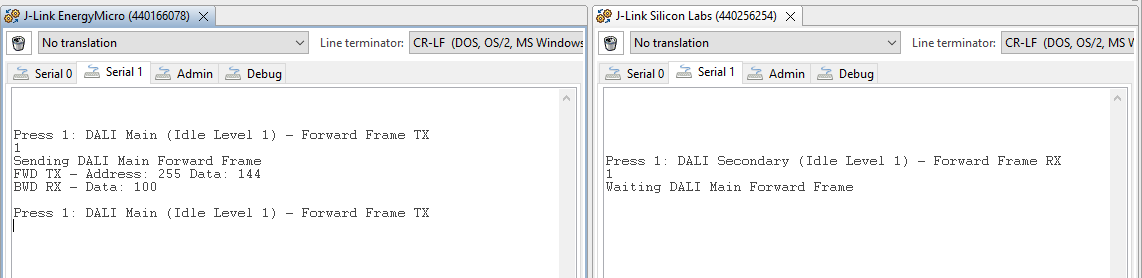 J-Link EnergyMicro (440166078)
No translation
Line terminator:
CR-LF (DOS, OS/2, MS Windows
Serial 0
Serial 1
Admin
Debug
Press 1: DALI Main (Idle Level 1) - Forward Frame TX
1
Sending DALI Main Forward Frame
FWD TX - Address: 255 Data: 144
BWD RX - Data: 100
Press 1: DALI Main (Idle Level 1) - Forward Frame TX
J-Link Silicon Labs (440256254)
No translation
Line terminator:
CR-LF (DOS, OS/2, MS W
Serial 0
Serial 1
Admin
Debug
Press 1: DALI Secondary (Idle Level 1) - Forward Frame RX
1
Waiting DALI Main Forward Frame